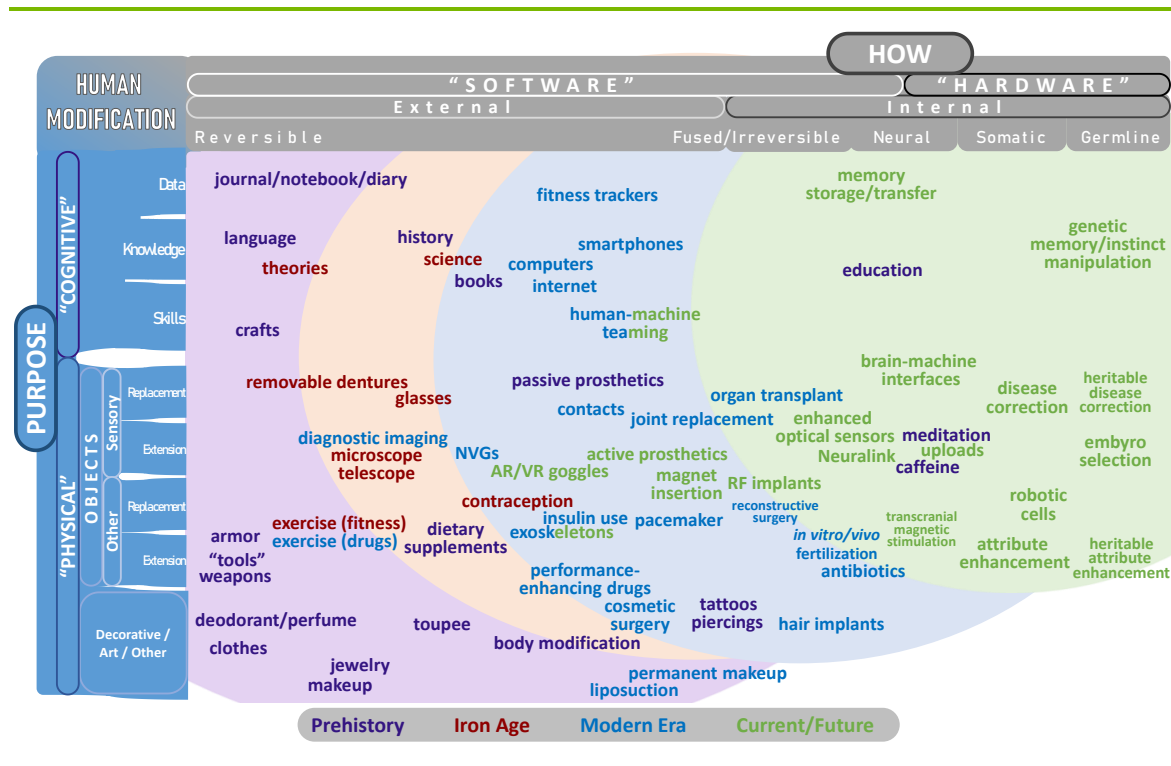 HOW
HUMAN
MODIFICATION
"SOFTWARE"
"HARDWARE"
External
Internal
Reversible
Fused/Irreversible
Neural
Somatic
Germline
PURPOSE
"COGNITIVE"
Data
Knowledge
Skills
"PHYSICAL"
OBJECTS
Sensory
Replacement
Extension
Other
Replacement
Extension
Decorative /
Art / Other
journal/notebook/diary
fitness trackers
memory
storage/transfer
language
theories
history
science
books
smartphones
computers
internet
education
genetic
memory/instinct
manipulation
crafts
human-machine
teaming
removable dentures
glasses
passive prosthetics
contacts
joint replacement
organ transplant
brain-machine
interfaces
disease
correction
heritable
disease
correction
diagnostic imaging
microscope
telescope
NVGs
AR/VR goggles
active prosthetics
magnet
insertion
enhanced
optical sensors
Neuralink
RF implants
meditation
uploads
caffeine
embyro
selection
contraception
exercise (fitness)
exercise (drugs)
dietary
supplements
insulin use
exoskeletons
pacemaker
reconstructive
surgery
in vitro/vivo
fertilization
antibiotics
transcranial
magnetic
stimulation
robotic
cells
attribute
enhancement
heritable
attribute
enhancement
armor
"tools"
weapons
performance-
enhancing drugs
cosmetic
surgery
tattoos
piercings
hair implants
deodorant/perfume
clothes
toupee
body modification
jewelry
makeup
permanent makeup
liposuction
Prehistory
Iron Age
Modern Era
Current/Future